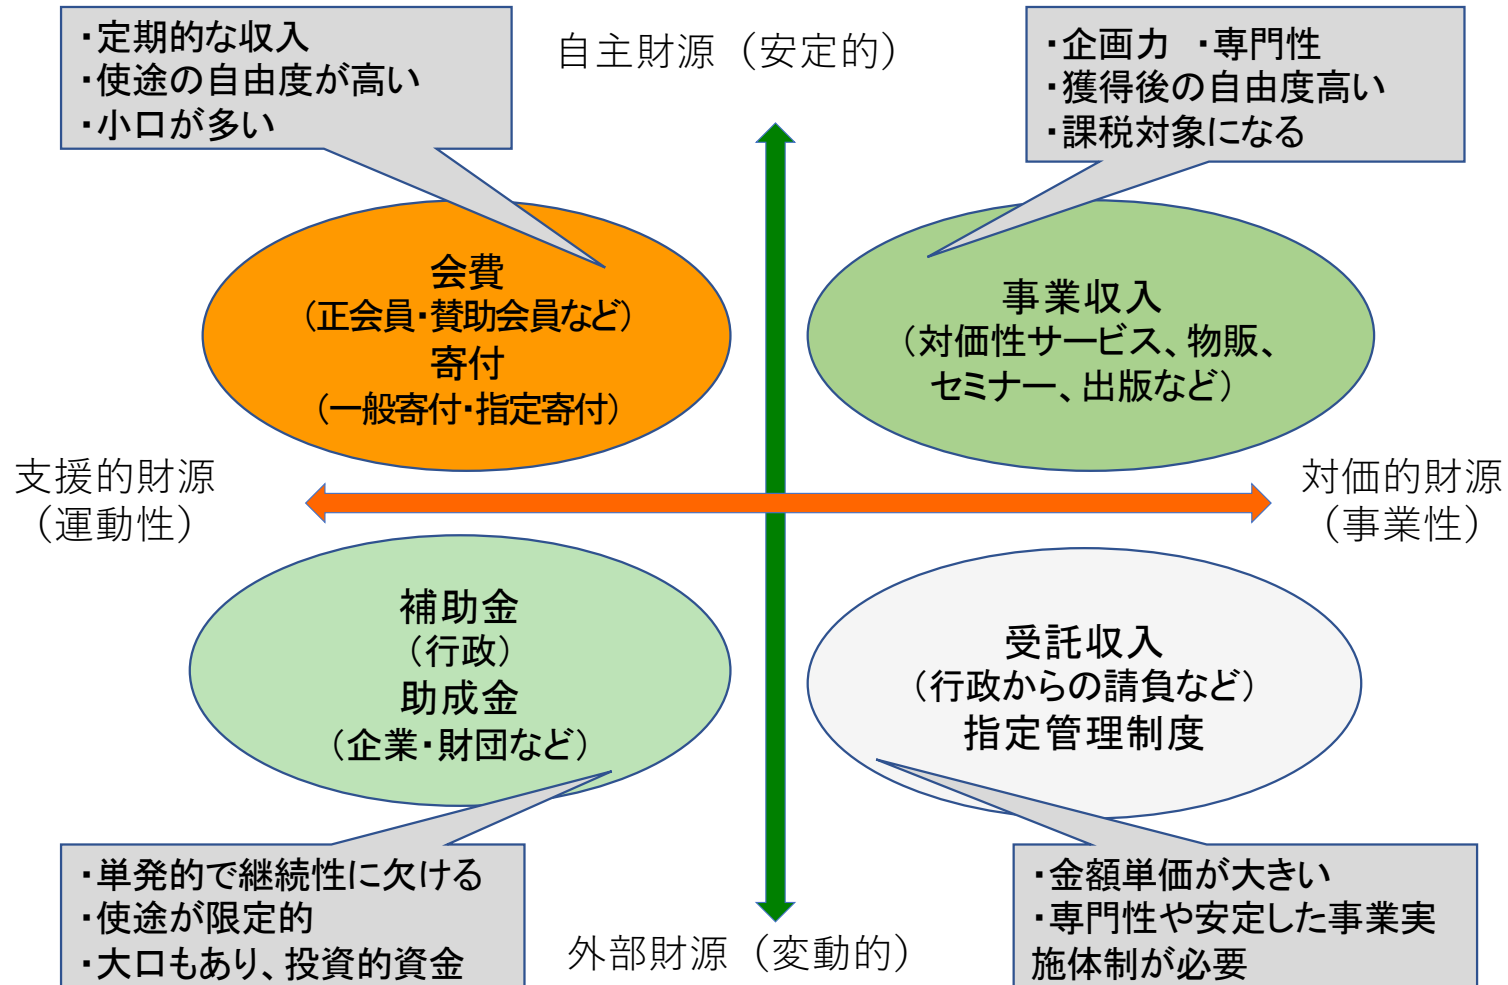 ・定期的な収入
・使途の自由度が高い
・小口が多い
自主財源（安定的）
・企画力　・専門性
・獲得後の自由度高い
・課税対象になる
会費
（正会員・賛助会員など）
寄付
（一般寄付・指定寄付）
事業収入
（対価性サービス、物販、
セミナー、出版など）
支援的財源
（運動性）
対価的財源
（事業性）
補助金
（行政）
助成金
（企業・財団など）
受託収入
（行政からの請負など）
指定管理制度
・単発的で継続性に欠ける
・使途が限定的
・大口もあり、投資的資金
外部財源（変動的）
・金額単価が大きい
・専門性や安定した事業実
施体制が必要